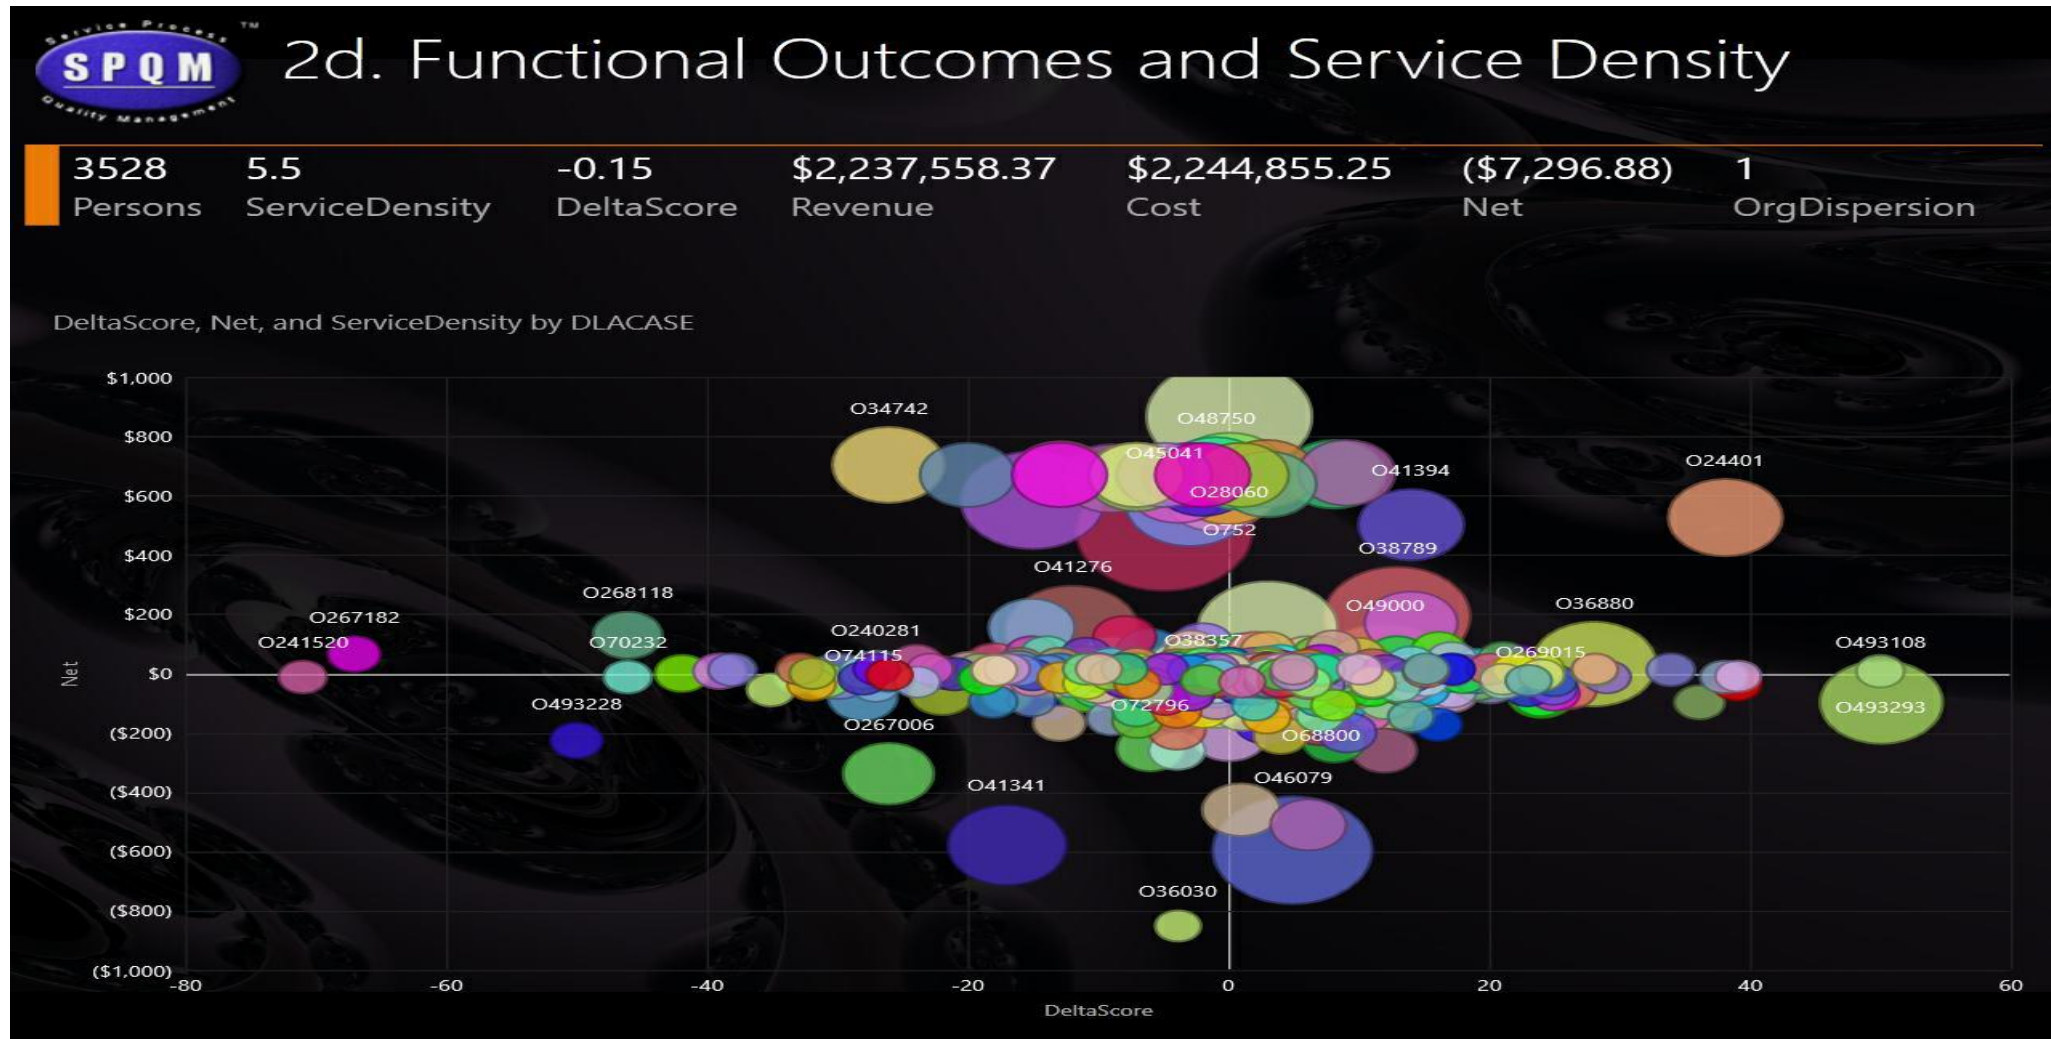 Service Process
TM
SPQM
Quality Management
2d. Functional Outcomes and Service Density
3528 5.5 -0.15 $2,237,558.37 $2,244,855.25 ($7,296.88) 1
Persons ServiceDensity DeltaScore Revenue Cost Net OrgDispersion
DeltaScore, Net, and ServiceDensity by DLACASE
$1,000
O34742
O48750
$800
O45041
O41394
O24401
$600
O28060
O752
O38789
$400
O41276
O268118
O49000
O36880
$200
O267182
O241520
O70232
O240281
O38357
O493108
O74115
O269015
$0
Net
O493228
O72796
O493293
O267006
($200)
O68800
O46079
O41341
($400)
($600)
O36030
($800)
($1,000)
-80 -60 -40 -20 0 20 40 60
DeltaScore